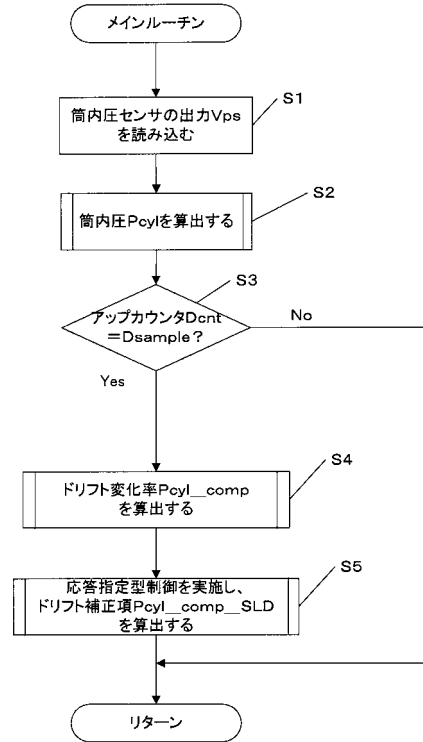 メインルーチン
S1
筒内圧センサの出力Vps
を読み込む
S2
筒内圧Pcylを算出する
S3
アップカウンタDcnt
=Dsample?
No
Yes
S4
ドリフト変化率Pcyl__comp
を算出する
S5
応答指定型制御を実施し、
ドリフト補正項Pcyl__comp__SLD
を算出する
リターン